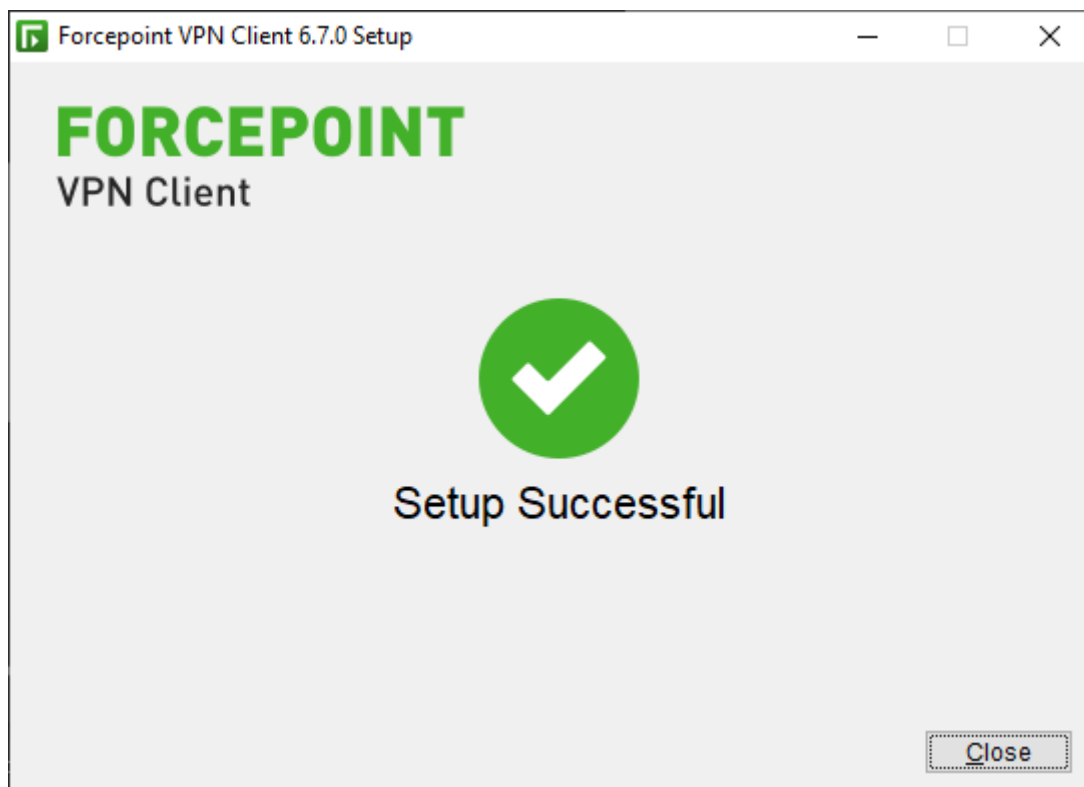 Forcepoint VPN Client 6.7.0 Setup
FORCEPOINT
VPN Client
Setup Successful
Close